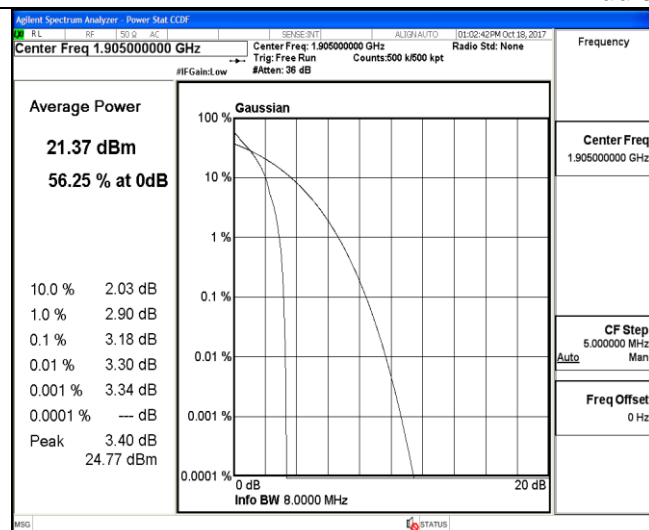 Agilent Spectrum Analyzer - Power Stat CCDF
RL RF 50 Ω AC SENSE:INT ALIGN AUTO 01:02:42 PM Oct 18, 2017
Center Freq 1.905000000 GHz
Center Freq: 1.905000000 GHz Radio Std: None
Trig: Free Run Counts:500 k/500 kpt
#IFGain:Low #Atten: 36 dB
Frequency
Average Power
21.37 dBm
56.25 % at 0dB
10.0 % 2.03 dB
1.0 % 2.90 dB
0.1 % 3.18 dB
0.01 % 3.30 dB
0.001 % 3.34 dB
0.0001 % --- dB
Peak 3.40 dB
24.77 dBm
Gaussian
100 %
10 %
1 %
0.1 %
0.01 %
0.001 %
0.0001 %
0 dB 20 dB
Info BW 8.0000 MHz
Center Freq
1.905000000 GHz
CF Step
5.000000 MHz
Auto Man
Freq Offset
0 Hz
MSG STATUS